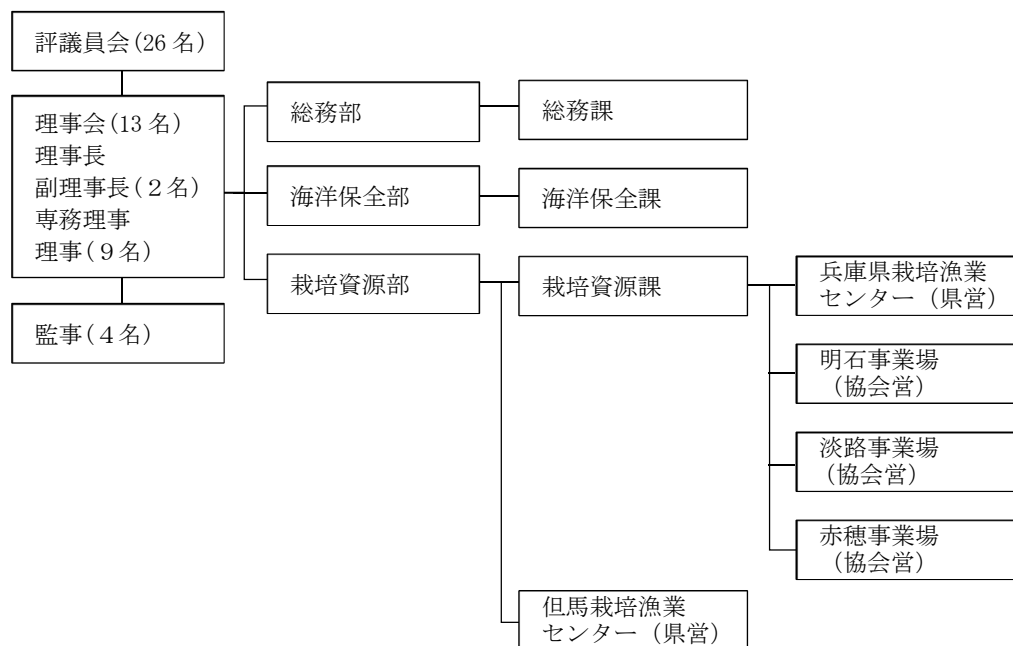 評議員会(26 名)
理事会(13 名)
理事長
副理事長(２名)
専務理事
理事(９名)
監事(４名)
総務部
総務課
海洋保全部
海洋保全課
栽培資源部
栽培資源課
兵庫県栽培漁業
センター（県営）
明石事業場
（協会営）
淡路事業場
（協会営）
赤穂事業場
（協会営）
但馬栽培漁業
センター（県営）